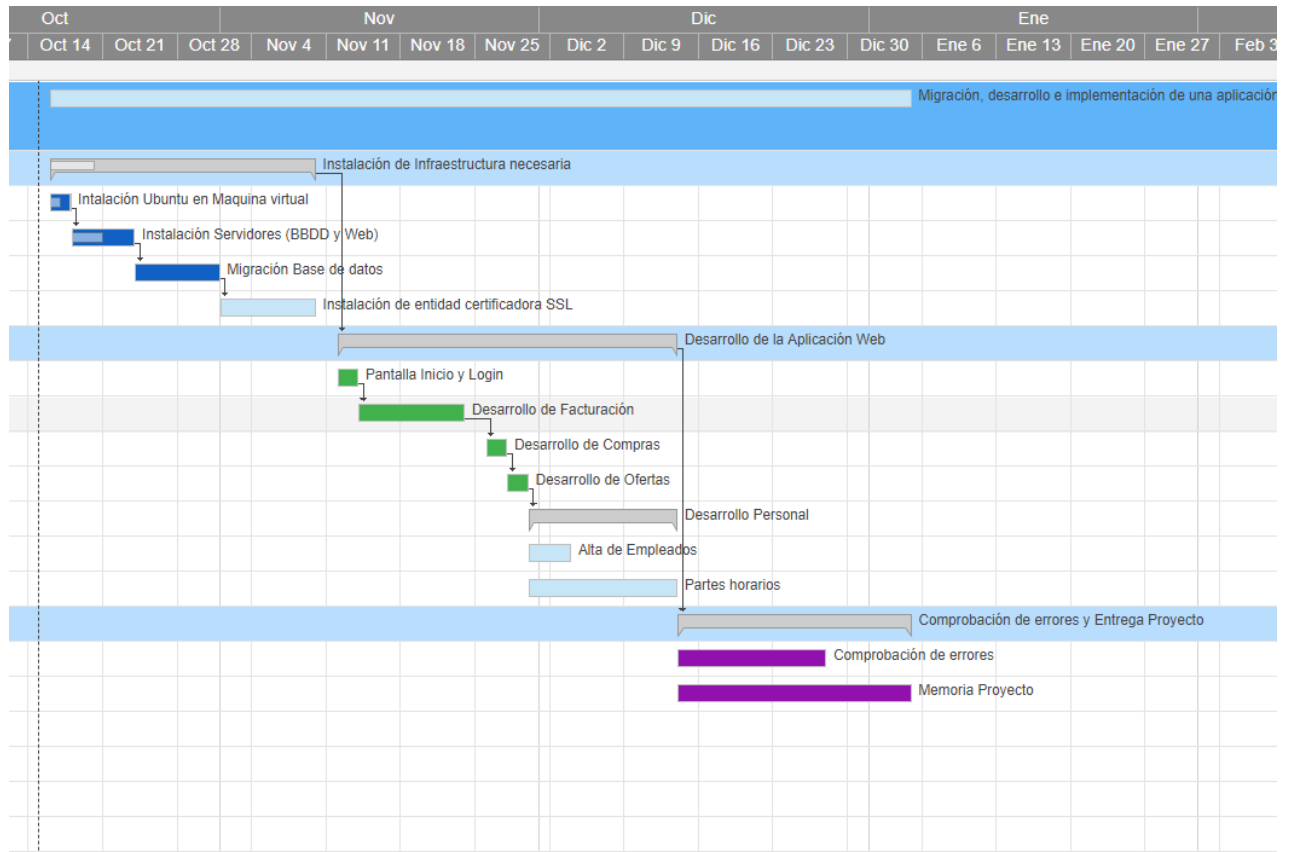 Oct Nov Dic Ene
Oct 14 Oct 21 Oct 28 Nov 4 Nov 11 Nov 18 Nov 25 Dic 2 Dic 9 Dic 16 Dic 23 Dic 30 Ene 6 Ene 13 Ene 20 Ene 27 Feb 3
Migración, desarrollo e implementación de una aplicación
Instalación de Infraestructura necesaria
Intalación Ubuntu en Maquina virtual
Instalación Servidores (BBDD y Web)
Migración Base de datos
Instalación de entidad certificadora SSL
Desarrollo de la Aplicación Web
Pantalla Inicio y Login
Desarrollo de Facturación
Desarrollo de Compras
Desarrollo de Ofertas
Desarrollo Personal
Alta de Empleados
Partes horarios
Comprobación de errores y Entrega Proyecto
Comprobación de errores
Memoria Proyecto